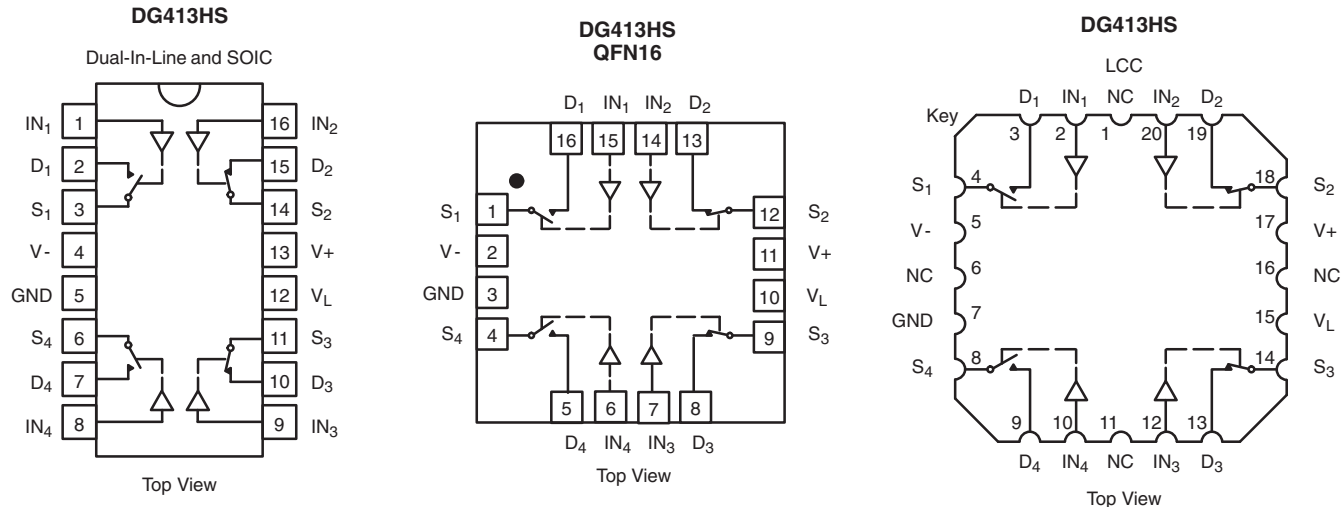 DG413HS
Dual-In-Line and SOIC
IN1 1 16 IN2
D1 2 15 D2
S1 3 14 S2
V- 4 13 V+
GND 5 12 VL
S4 6 11 S3
D4 7 10 D3
IN4 8 9 IN3
Top View
DG413HS
QFN16
D1 IN1 IN2 D2
16 15 14 13
S1 1 12 S2
V- 2 11 V+
GND 3 10 VL
S4 4 9 S3
5 6 7 8
D4 IN4 IN3 D3
Top View
DG413HS
LCC
D1 IN1 NC IN2 D2
Key
3 2 1 20 19
S1 4 18 S2
V- 5 17 V+
NC 6 16 NC
GND 7 15 VL
S4 8 14 S3
9 10 11 12 13
D4 IN4 NC IN3 D3
Top View